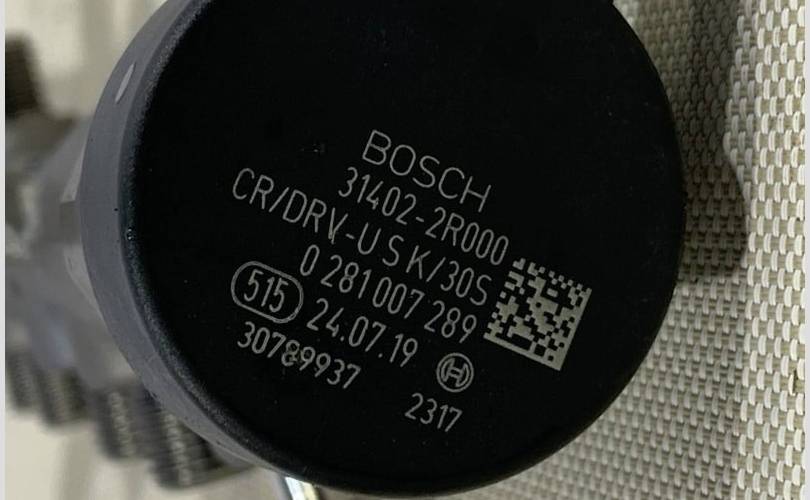 BOSCH
31402-2R000
CR/DRV-USK/30S
0 281 007 289
515 24.07.19
30789937
2317